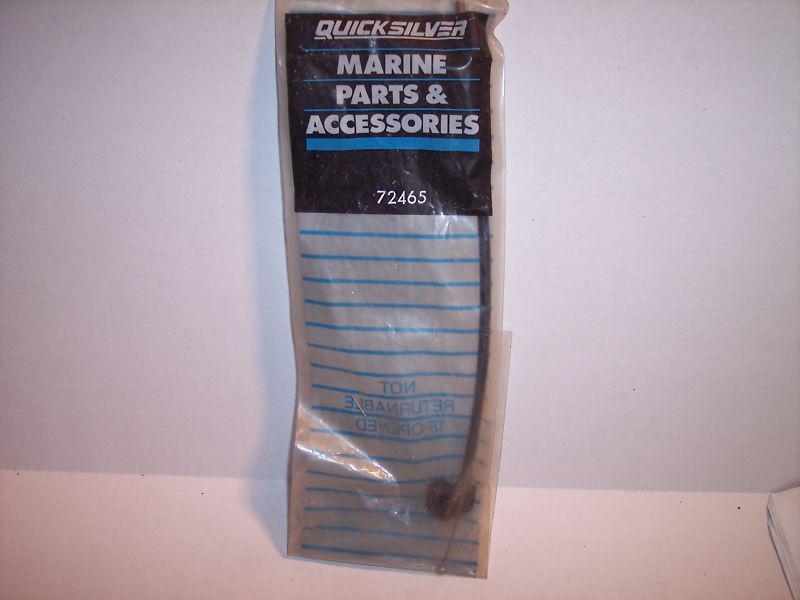 QUICKSILVER
MARINE
PARTS &
ACCESSORIES
72465
NOT
RETURNABLE
IF OPENED